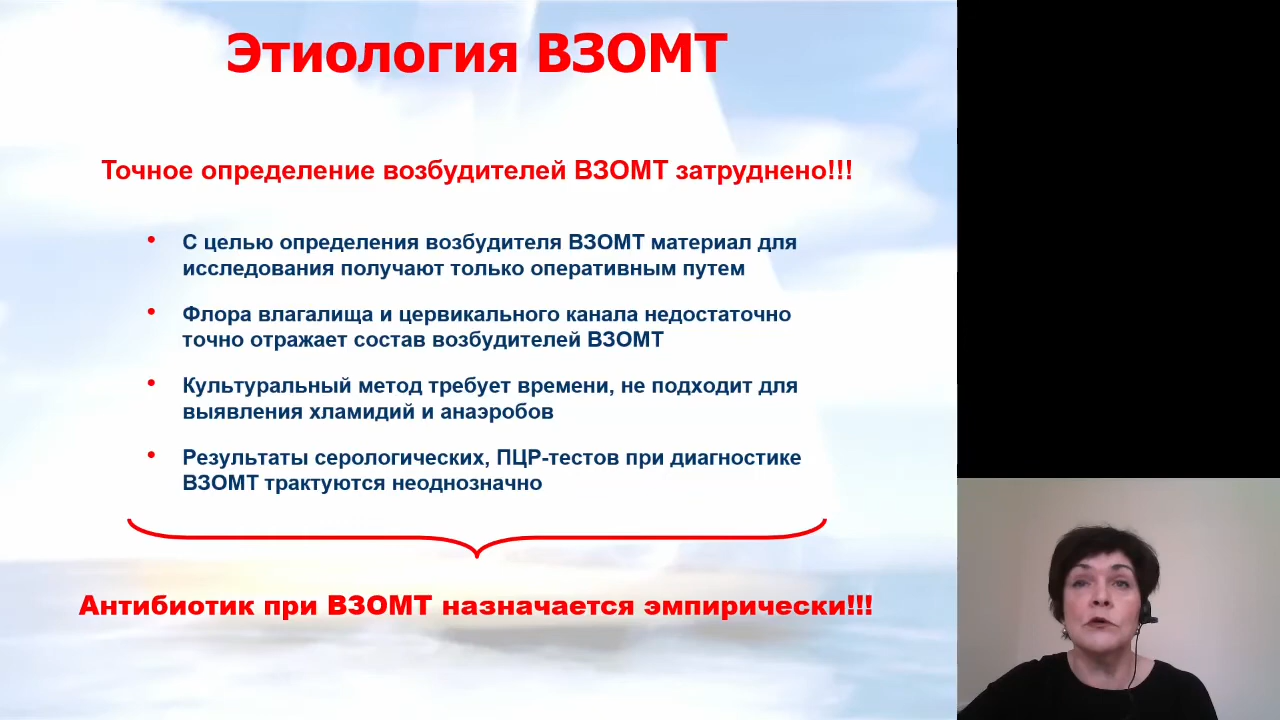 Этиология ВЗОМТ
Точное определение возбудителей ВЗОМТ затруднено!!!
• С целью определения возбудителя ВЗОМТ материал для
исследования получают только оперативным путем
• Флора влагалища и цервикального канала недостаточно
точно отражает состав возбудителей ВЗОМТ
• Культуральный метод требует времени, не подходит для
выявления хламидий и анаэробов
• Результаты серологических, ПЦР-тестов при диагностике
ВЗОМТ трактуются неоднозначно
Антибиотик при ВЗОМТ назначается эмпирически!!!